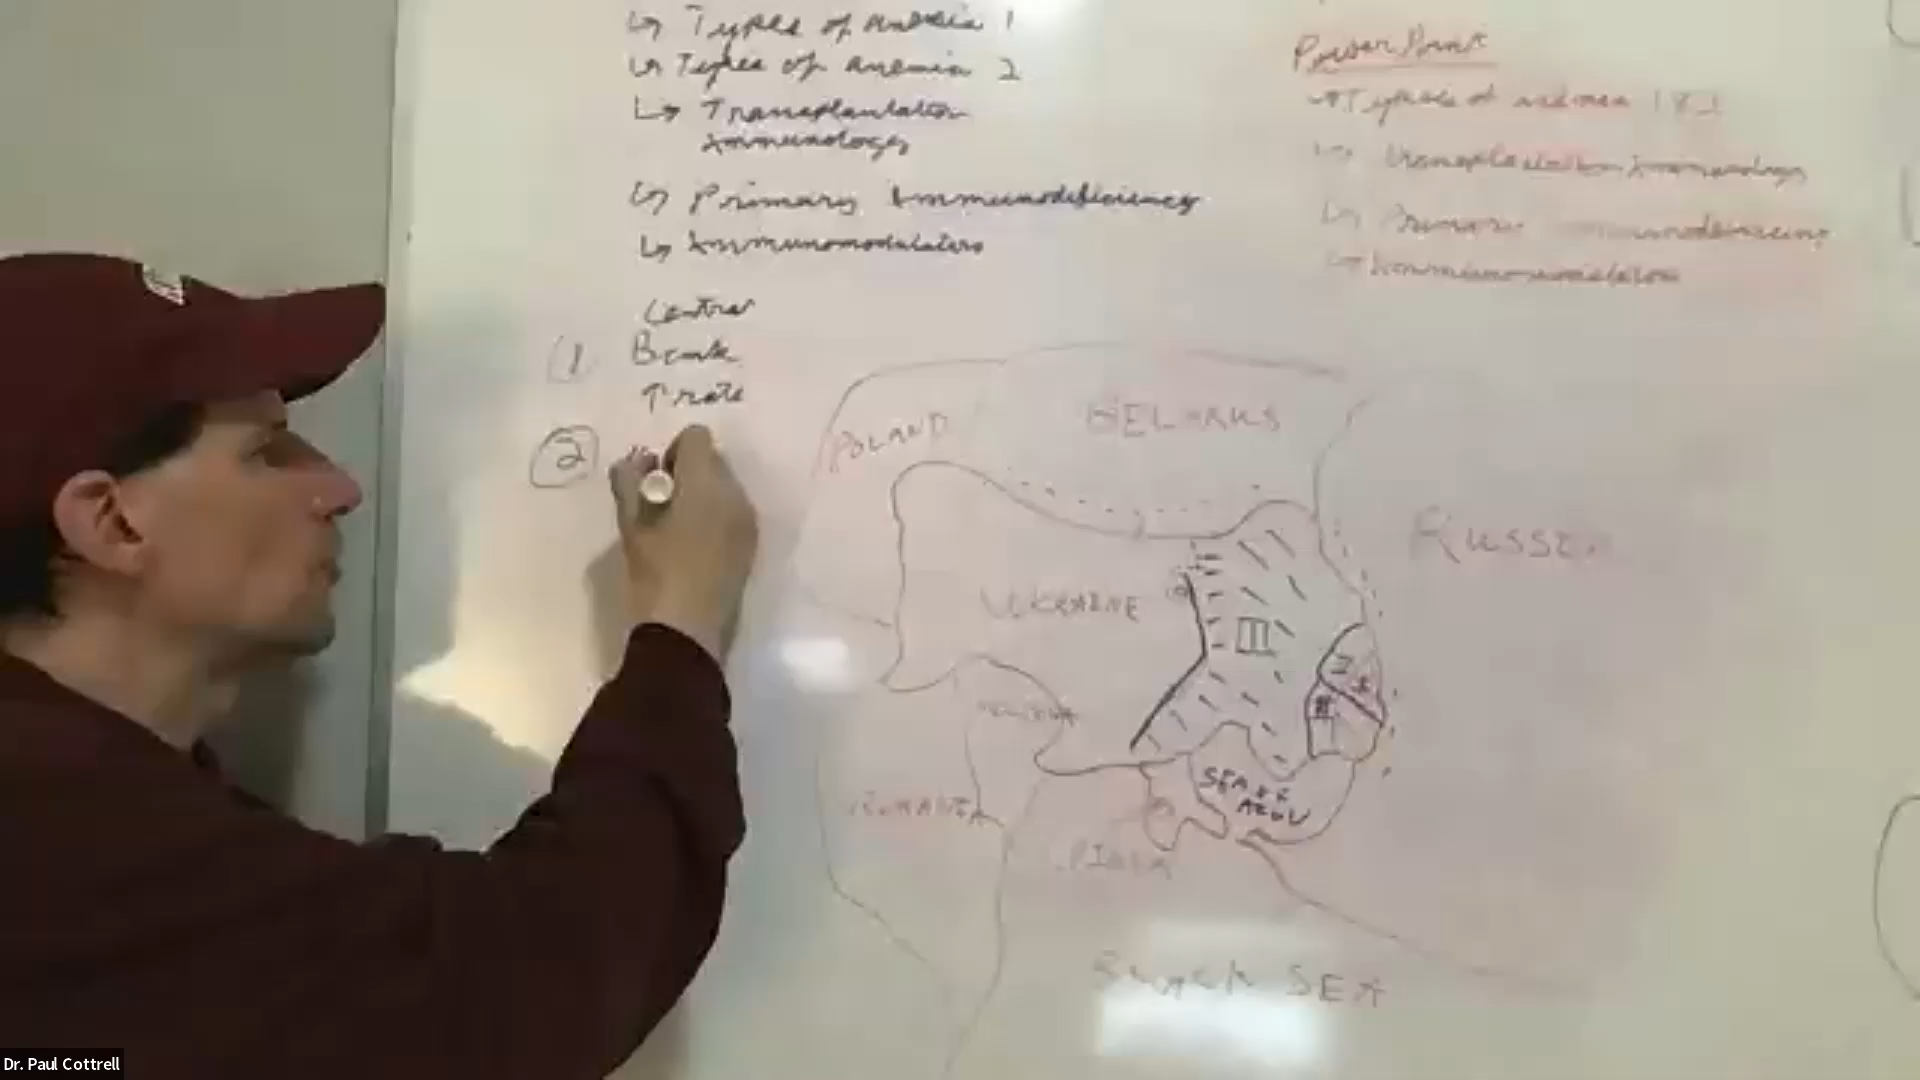 ↳ Types of anemia 1
↳ Types of anemia 2
↳ Transplantation
immunology
↳ Primary Immunodeficiency
↳ Immunomodulators
PowerPoint
→ Types of anemia 1 & 2
↳ transplantation immunology
↳ Primary immunodeficiency
→ Immunomodulators
Central
1 Bank
↑ rate
2
POLAND
BELARUS
RUSSIA
UKRAINE
II
SEA OF
AZOV
ROMANIA
BLACK SEA
Dr. Paul Cottrell